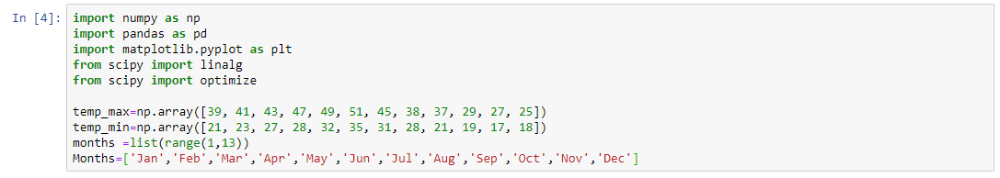 In [4]: import numpy as np
import pandas as pd
import matplotlib.pyplot as plt
from scipy import linalg
from scipy import optimize
temp_max=np.array([39, 41, 43, 47, 49, 51, 45, 38, 37, 29, 27, 25])
temp_min=np.array([21, 23, 27, 28, 32, 35, 31, 28, 21, 19, 17, 18])
months =list(range(1,13))
Months=['Jan','Feb','Mar','Apr','May','Jun','Jul','Aug','Sep','Oct','Nov','Dec']